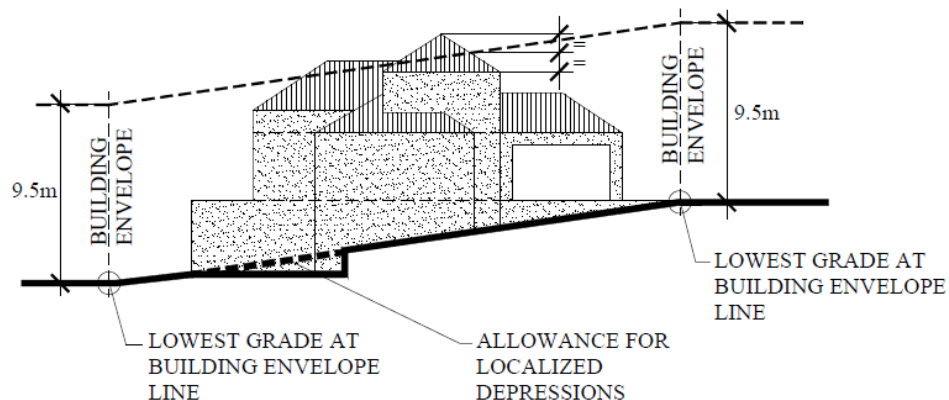 =
=
BUILDING
ENVELOPE
9.5m
BUILDING
ENVELOPE
9.5m
LOWEST GRADE AT
BUILDING ENVELOPE
LINE
ALLOWANCE FOR
LOCALIZED
DEPRESSIONS
LOWEST GRADE AT
BUILDING ENVELOPE
LINE